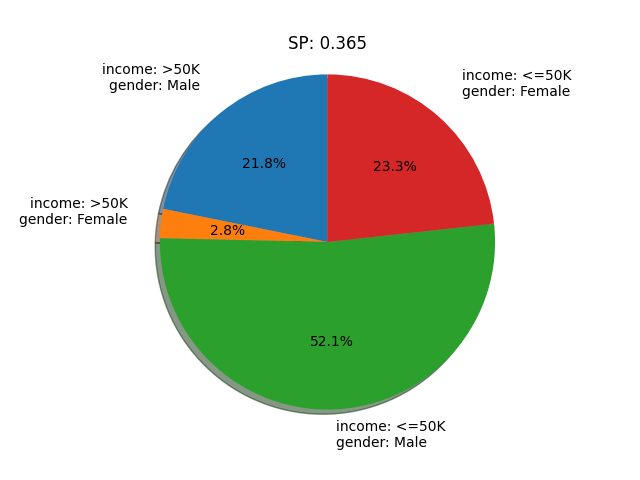 SP: 0.365
income: >50K
gender: Male
income: <=50K
gender: Female
21.8%
23.3%
income: >50K
gender: Female
2.8%
52.1%
income: <=50K
gender: Male